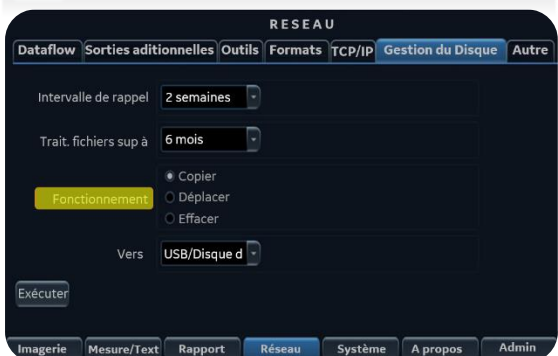 RESEAU
Dataflow Sorties aditionnelles Outils Formats TCP/IP Gestion du Disque Autre
Intervalle de rappel 2 semaines
Trait. fichiers sup à 6 mois
Copier
Fonctionnement Déplacer
Effacer
Vers USB/Disque d
Exécuter
Imagerie Mesure/Text Rapport Réseau Système A propos Admin